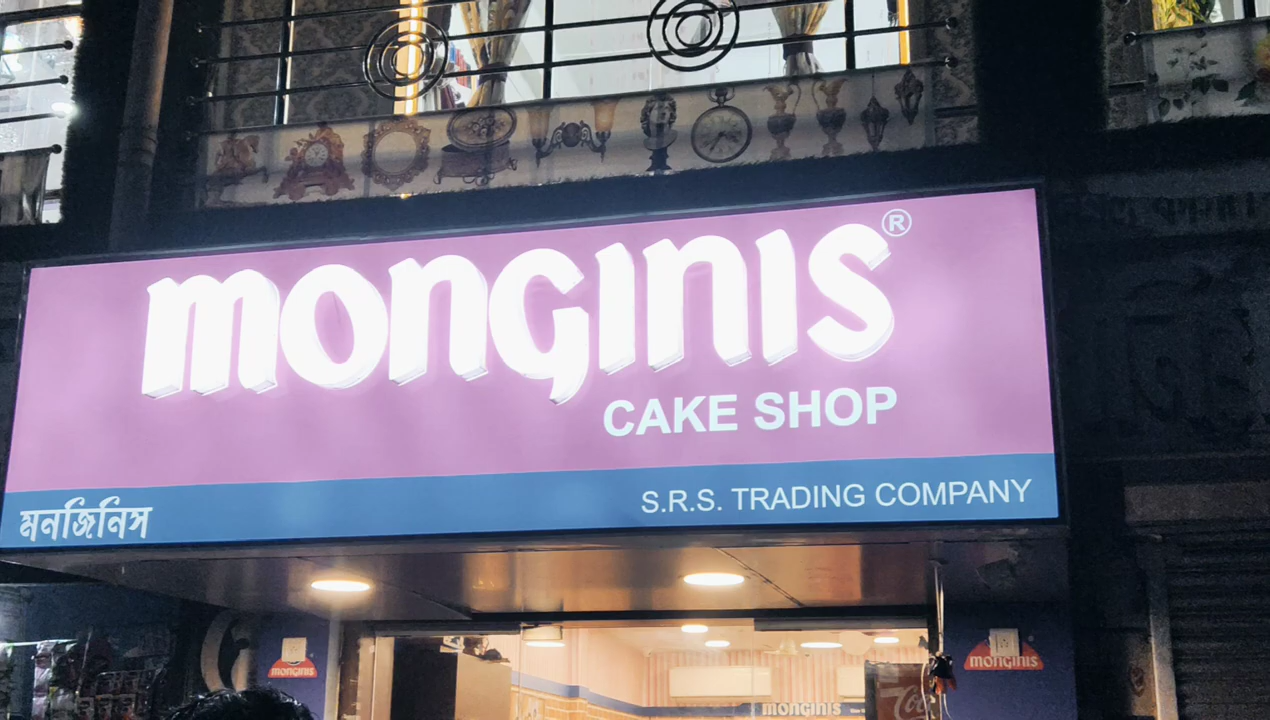 MONGINIS®
CAKE SHOP
মনজিনিস
S.R.S. TRADING COMPANY
MONGINIS
MONGINIS
MONGINIS